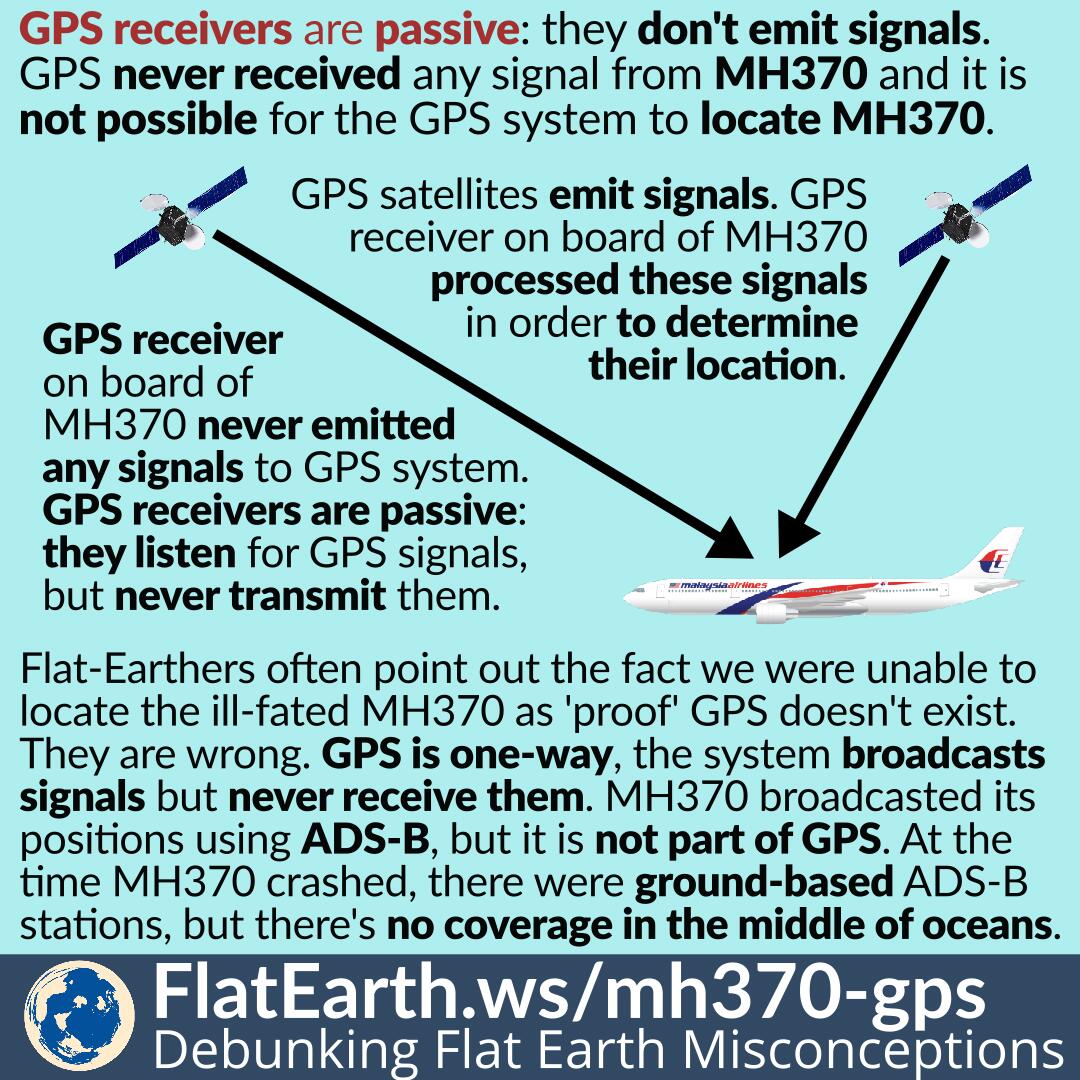 GPS receivers are passive: they don't emit signals.
GPS never received any signal from MH370 and it is
not possible for the GPS system to locate MH370.
GPS satellites emit signals. GPS
receiver on board of MH370
processed these signals
in order to determine
their location.
GPS receiver
on board of
MH370 never emitted
any signals to GPS system.
GPS receivers are passive:
they listen for GPS signals,
but never transmit them.
malaysiaairlines
Flat-Earthers often point out the fact we were unable to
locate the ill-fated MH370 as 'proof' GPS doesn't exist.
They are wrong. GPS is one-way, the system broadcasts
signals but never receive them. MH370 broadcasted its
positions using ADS-B, but it is not part of GPS. At the
time MH370 crashed, there were ground-based ADS-B
stations, but there's no coverage in the middle of oceans.
FlatEarth.ws/mh370-gps
Debunking Flat Earth Misconceptions